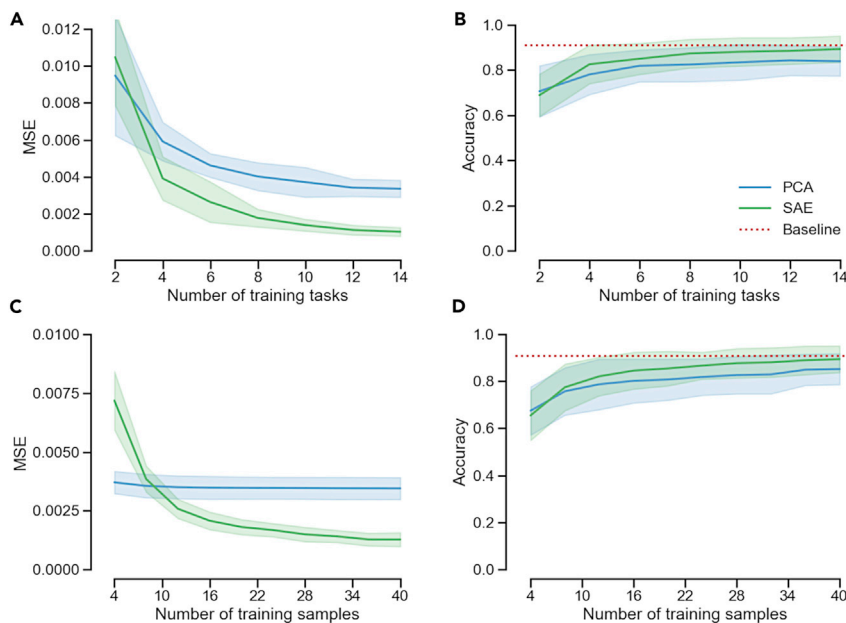 A
0.012
0.010
0.008
0.006
0.004
0.002
0.000
MSE
2 4 6 8 10 12 14
Number of training tasks
B
1.0
0.8
0.6
0.4
0.2
0.0
Accuracy
PCA
SAE
Baseline
2 4 6 8 10 12 14
Number of training tasks
C
0.0100
0.0075
0.0050
0.0025
0.0000
MSE
4 10 16 22 28 34 40
Number of training samples
D
1.0
0.8
0.6
0.4
0.2
0.0
Accuracy
4 10 16 22 28 34 40
Number of training samples